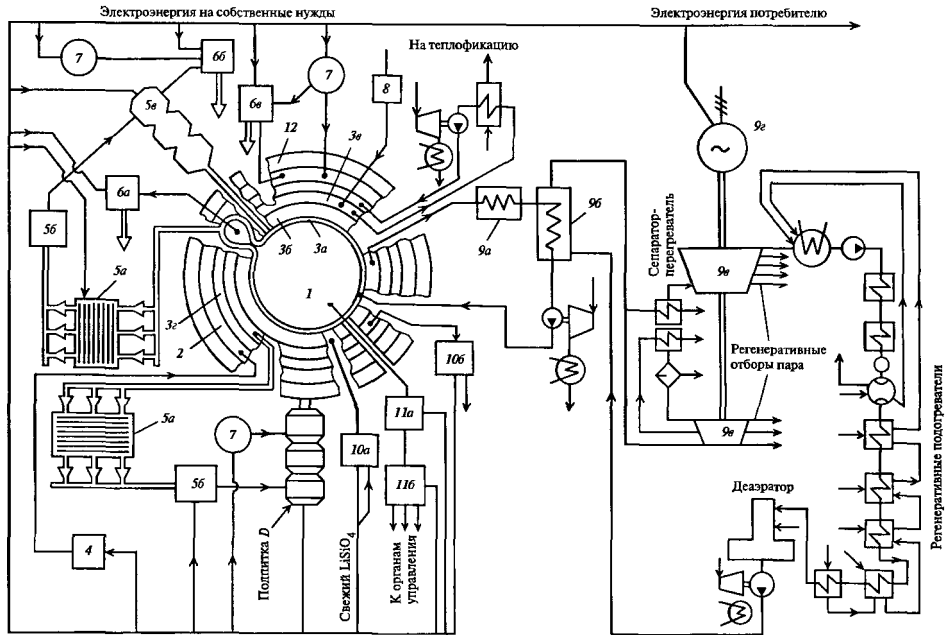 Электроэнергия на собственные нужды
Электроэнергия потребителю
На теплофикацию
7
6б
5в
6в
7
8
9г
12
3в
6а
5б
3б
3а
9а
9б
Сепаратор-
перегреватель
9в
5а
1
3г
2
10б
Регенеративные
отборы пара
9в
5а
7
11а
10а
5б
11б
Деаэратор
Регенеративные подогреватели
4
Подпитка D
Свежий LiSiO4
К органам
управления